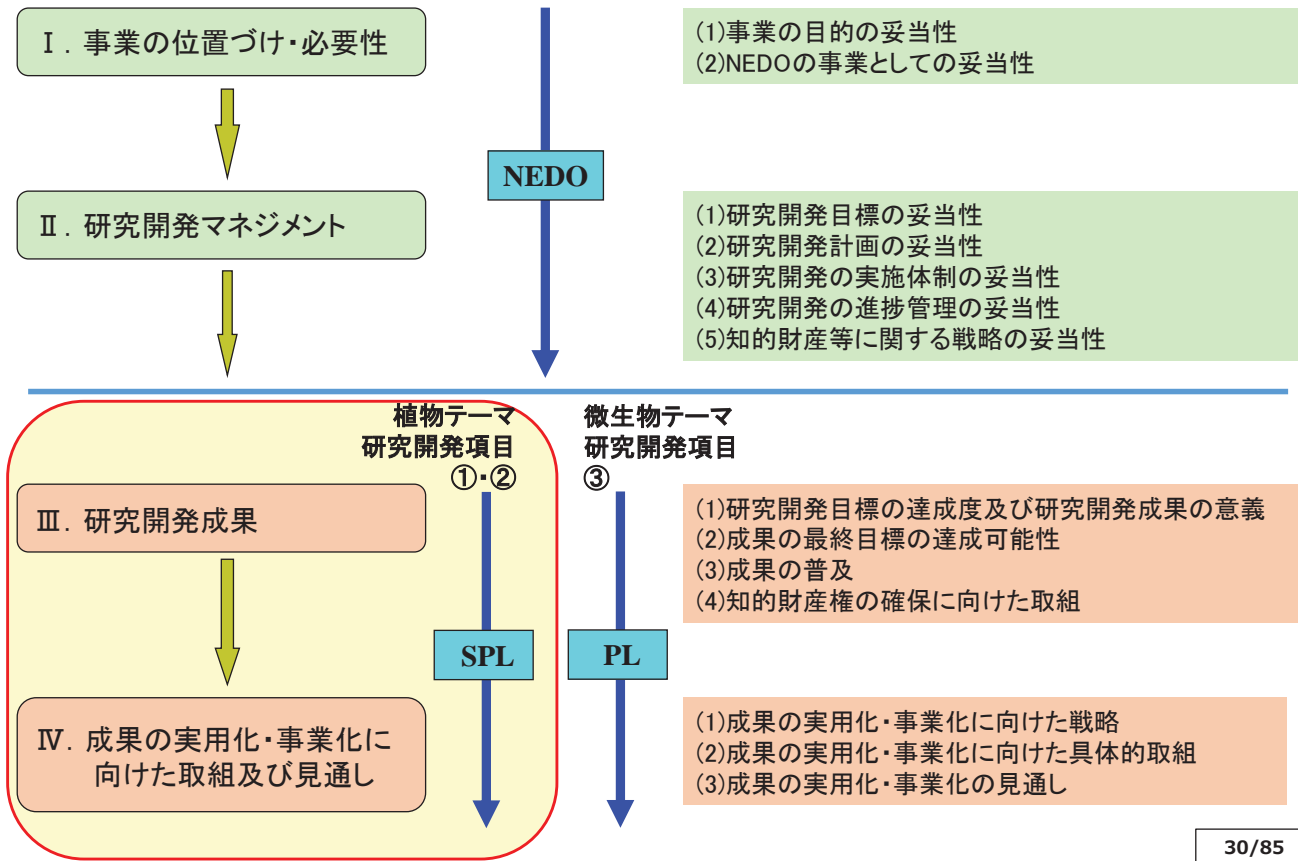 Ⅰ. 事業の位置づけ・必要性
(1)事業の目的の妥当性
(2)NEDOの事業としての妥当性
NEDO
Ⅱ. 研究開発マネジメント
(1)研究開発目標の妥当性
(2)研究開発計画の妥当性
(3)研究開発の実施体制の妥当性
(4)研究開発の進捗管理の妥当性
(5)知的財産等に関する戦略の妥当性
植物テーマ
研究開発項目
①・②
微生物テーマ
研究開発項目
③
Ⅲ. 研究開発成果
(1)研究開発目標の達成度及び研究開発成果の意義
(2)成果の最終目標の達成可能性
(3)成果の普及
(4)知的財産権の確保に向けた取組
SPL
PL
Ⅳ. 成果の実用化・事業化に
向けた取組及び見通し
(1)成果の実用化・事業化に向けた戦略
(2)成果の実用化・事業化に向けた具体的取組
(3)成果の実用化・事業化の見通し
30/85